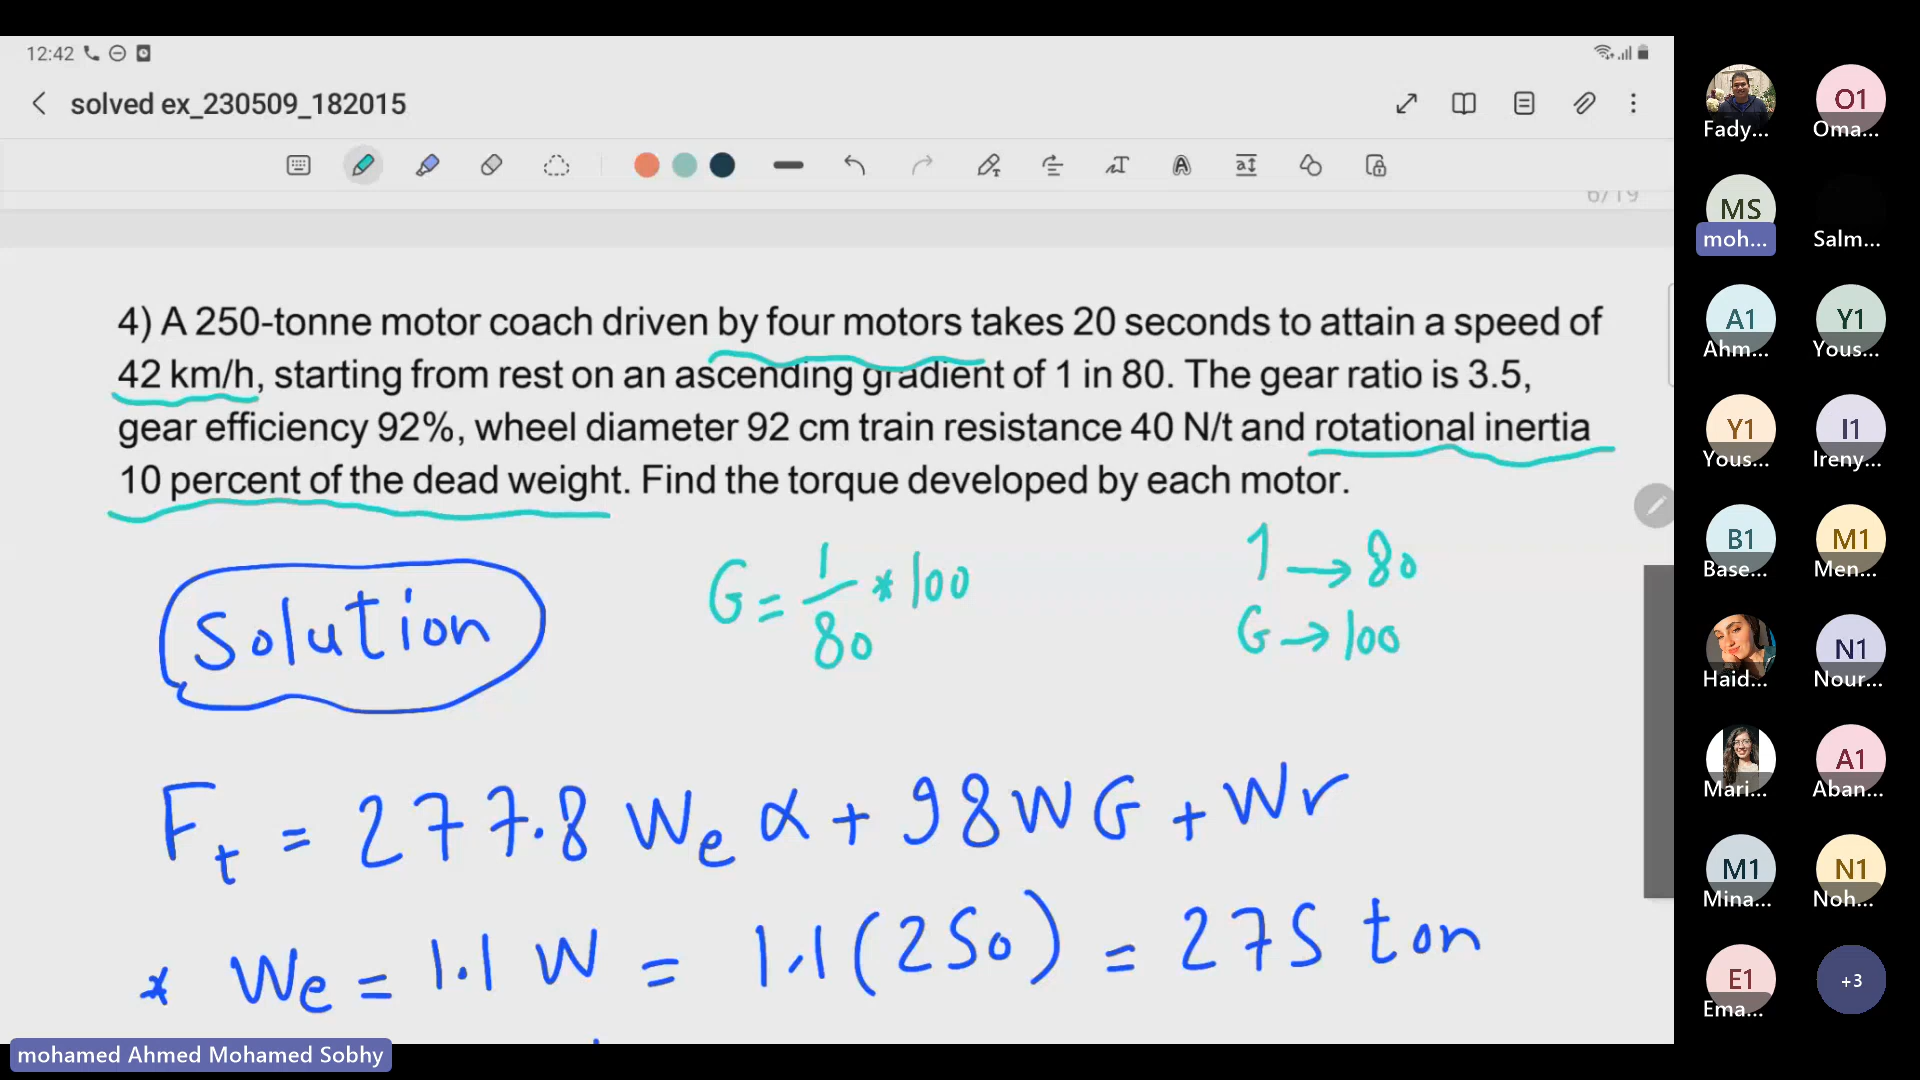 12:42
solved ex_230509_182015
6/19
4) A 250-tonne motor coach driven by four motors takes 20 seconds to attain a speed of
42 km/h, starting from rest on an ascending gradient of 1 in 80. The gear ratio is 3.5,
gear efficiency 92%, wheel diameter 92 cm train resistance 40 N/t and rotational inertia
10 percent of the dead weight. Find the torque developed by each motor.
Solution
G = 1/80 * 100
1 → 80
G → 100
Ft = 277.8 We α + 98 W G + Wr
* We = 1.1 W = 1.1 (250) = 275 ton
mohamed Ahmed Mohamed Sobhy
Fady...
O1
Oma...
MS
moh...
Salm...
A1
Ahm...
Y1
Yous...
Y1
Yous...
I1
Ireny...
B1
Base...
M1
Men...
Haid...
N1
Nour...
Mari...
A1
Aban...
M1
Mina...
N1
Noh...
E1
Ema...
+3